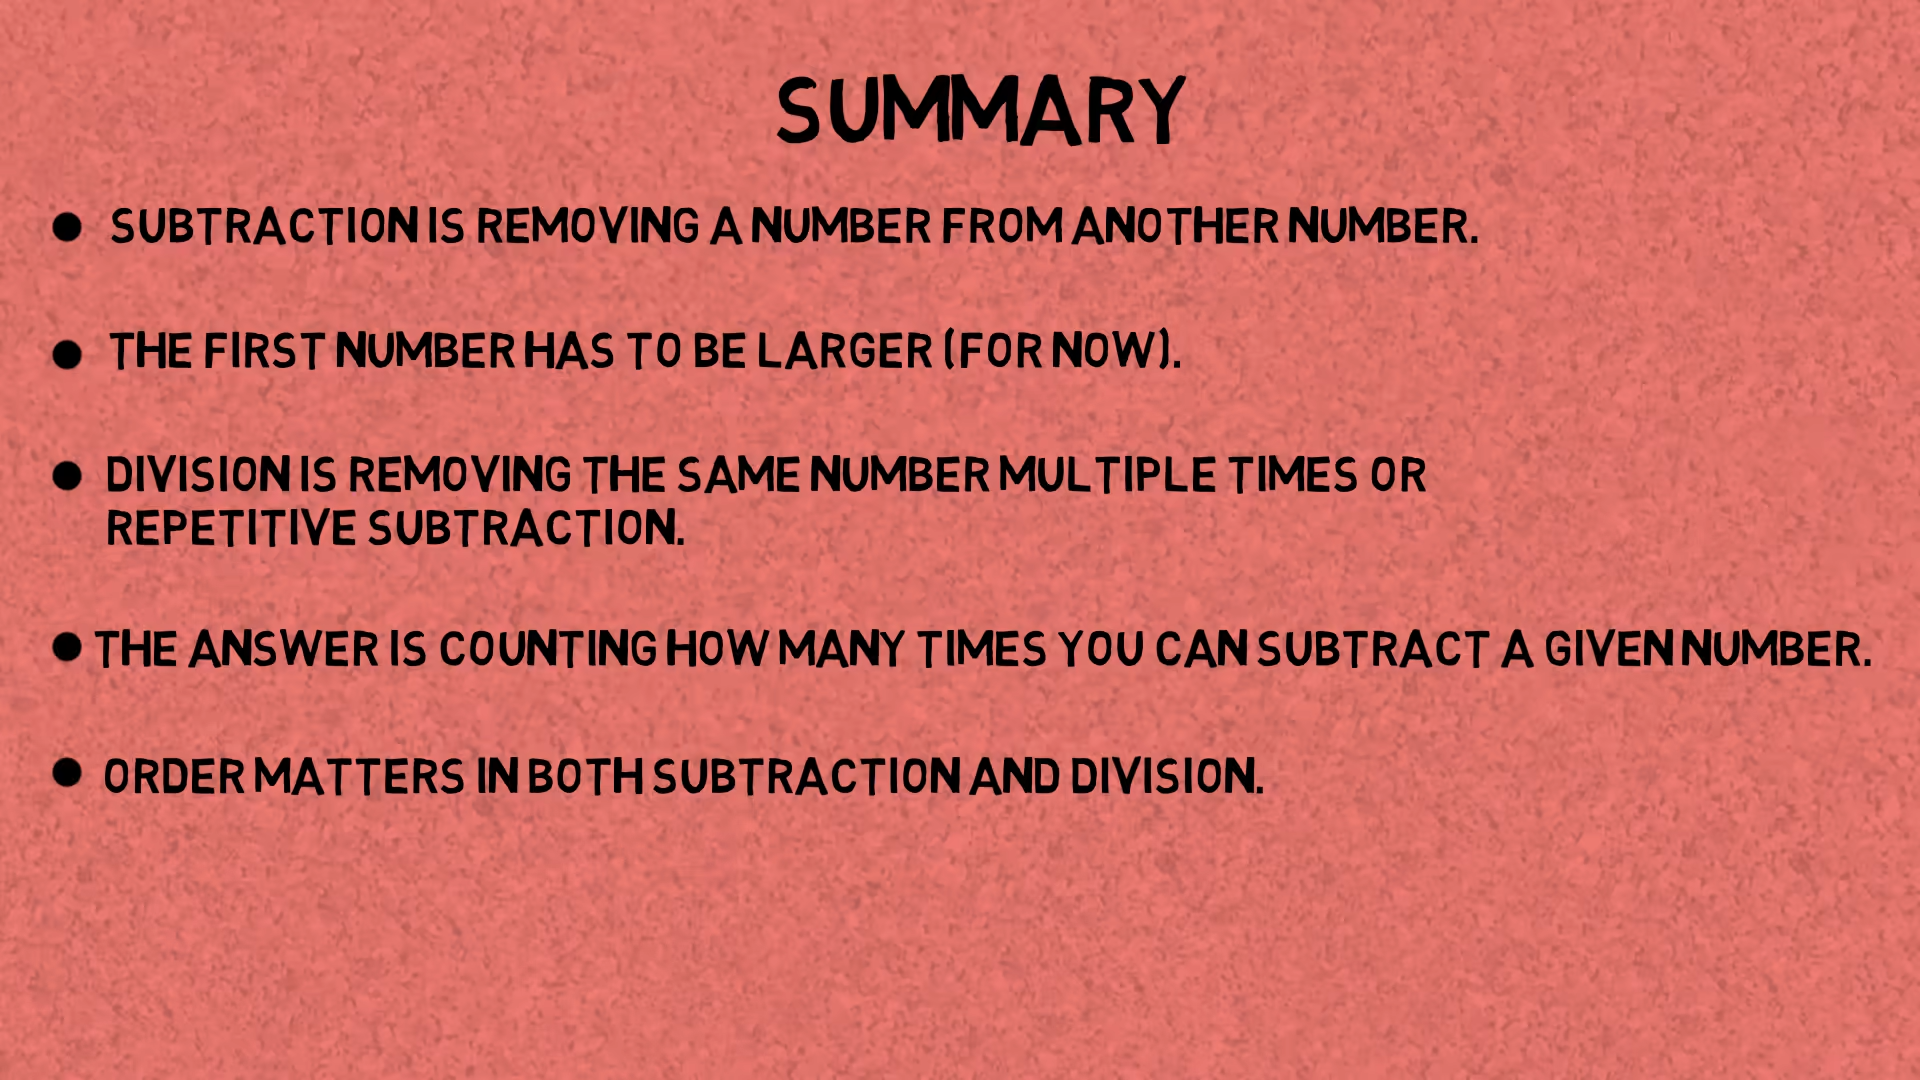 SUMMARY
● SUBTRACTION IS REMOVING A NUMBER FROM ANOTHER NUMBER.
● THE FIRST NUMBER HAS TO BE LARGER (FOR NOW).
● DIVISION IS REMOVING THE SAME NUMBER MULTIPLE TIMES OR
REPETITIVE SUBTRACTION.
● THE ANSWER IS COUNTING HOW MANY TIMES YOU CAN SUBTRACT A GIVEN NUMBER.
● ORDER MATTERS IN BOTH SUBTRACTION AND DIVISION.